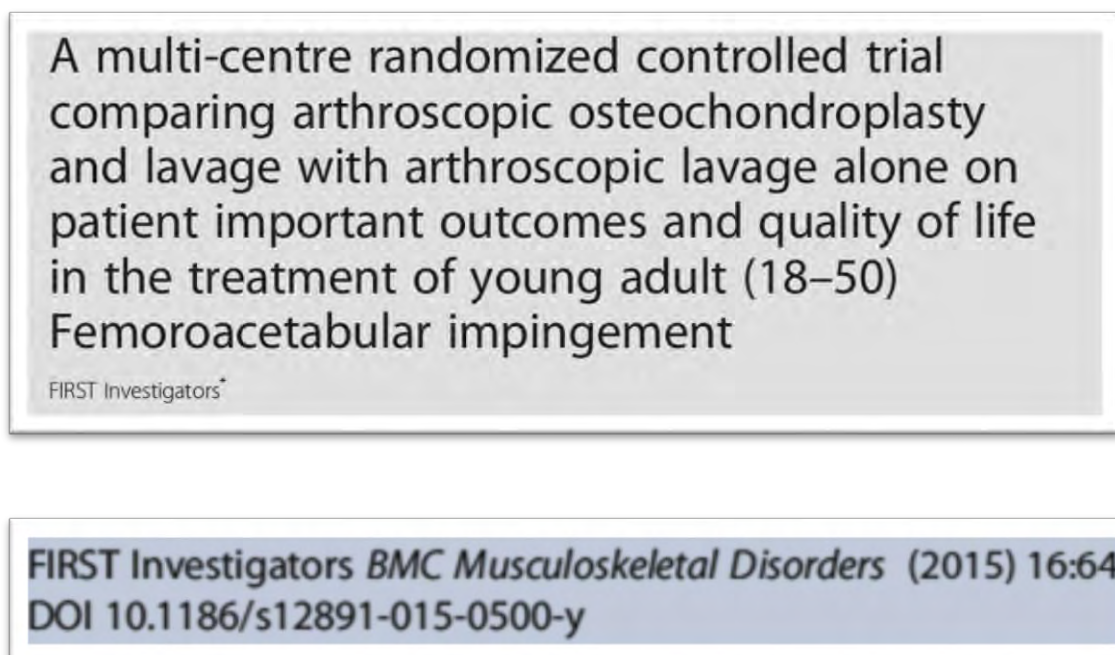 A multi-centre randomized controlled trial
comparing arthroscopic osteochondroplasty
and lavage with arthroscopic lavage alone on
patient important outcomes and quality of life
in the treatment of young adult (18–50)
Femoroacetabular impingement
FIRST Investigators*
FIRST Investigators BMC Musculoskeletal Disorders (2015) 16:64
DOI 10.1186/s12891-015-0500-y